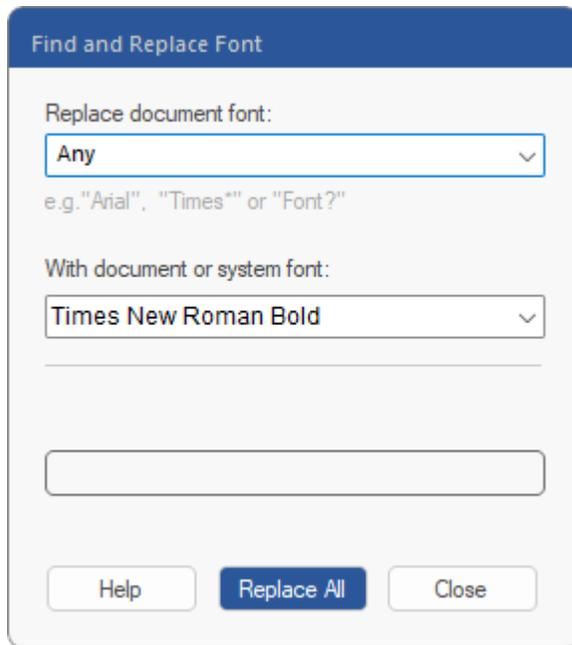 Find and Replace Font
Replace document font:
Any
e.g."Arial", "Times*" or "Font?"
With document or system font:
Times New Roman Bold
Help
Replace All
Close